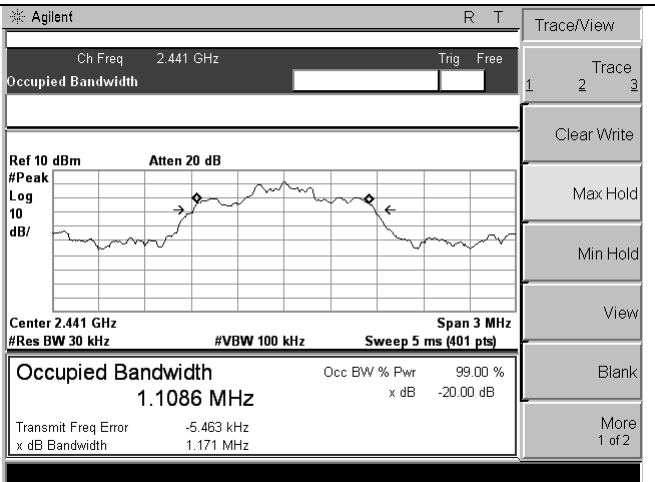 Agilent R T
Ch Freq 2.441 GHz Trig Free
Occupied Bandwidth
Ref 10 dBm Atten 20 dB
#Peak
Log
10
dB/
Center 2.441 GHz Span 3 MHz
#Res BW 30 kHz #VBW 100 kHz Sweep 5 ms (401 pts)
Occupied Bandwidth Occ BW % Pwr 99.00 %
1.1086 MHz x dB -20.00 dB
Transmit Freq Error -5.463 kHz
x dB Bandwidth 1.171 MHz
Trace/View
Trace
1 2 3
Clear Write
Max Hold
Min Hold
View
Blank
More
1 of 2